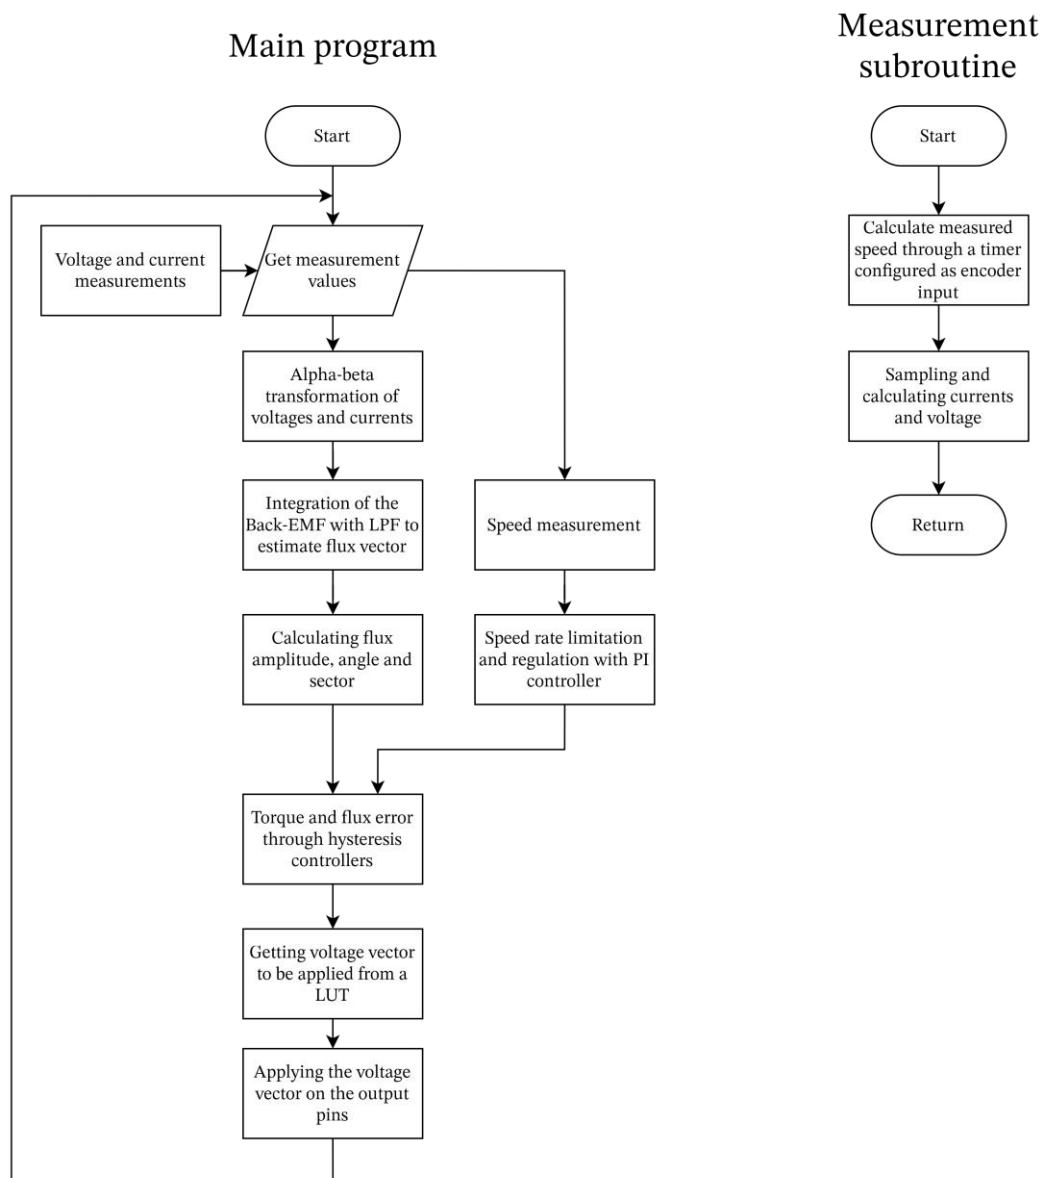 Main program
Start
Voltage and current
measurements
Get measurement
values
Alpha-beta
transformation of
voltages and currents
Integration of the
Back-EMF with LPF to
estimate flux vector
Speed measurement
Calculating flux
amplitude, angle and
sector
Speed rate limitation
and regulation with PI
controller
Torque and flux error
through hysteresis
controllers
Getting voltage vector
to be applied from a
LUT
Applying the voltage
vector on the output
pins
Measurement
subroutine
Start
Calculate measured
speed through a timer
configured as encoder
input
Sampling and
calculating currents
and voltage
Return